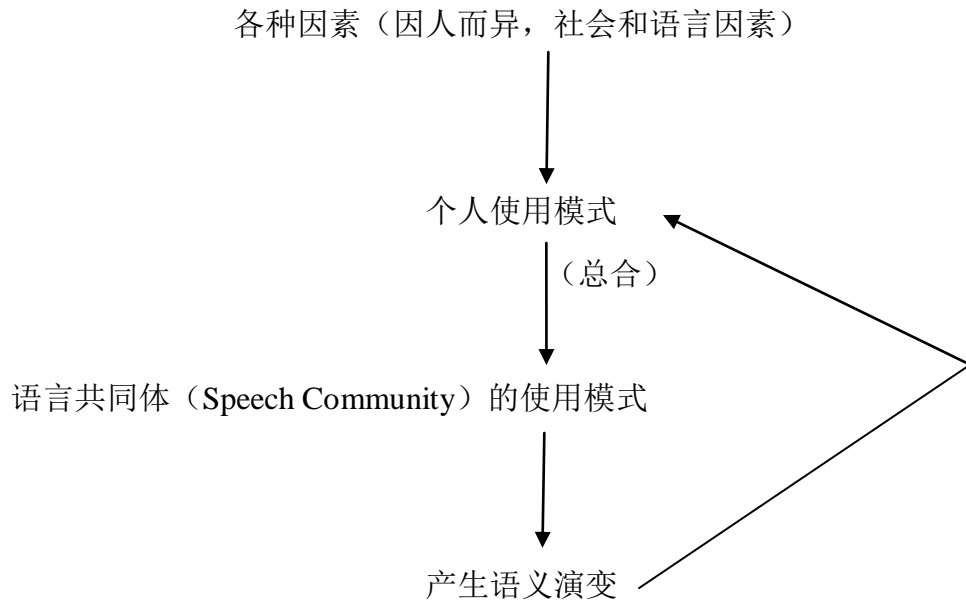 各种因素（因人而异，社会和语言因素）
个人使用模式
（总合）
语言共同体（Speech Community）的使用模式
产生语义演变